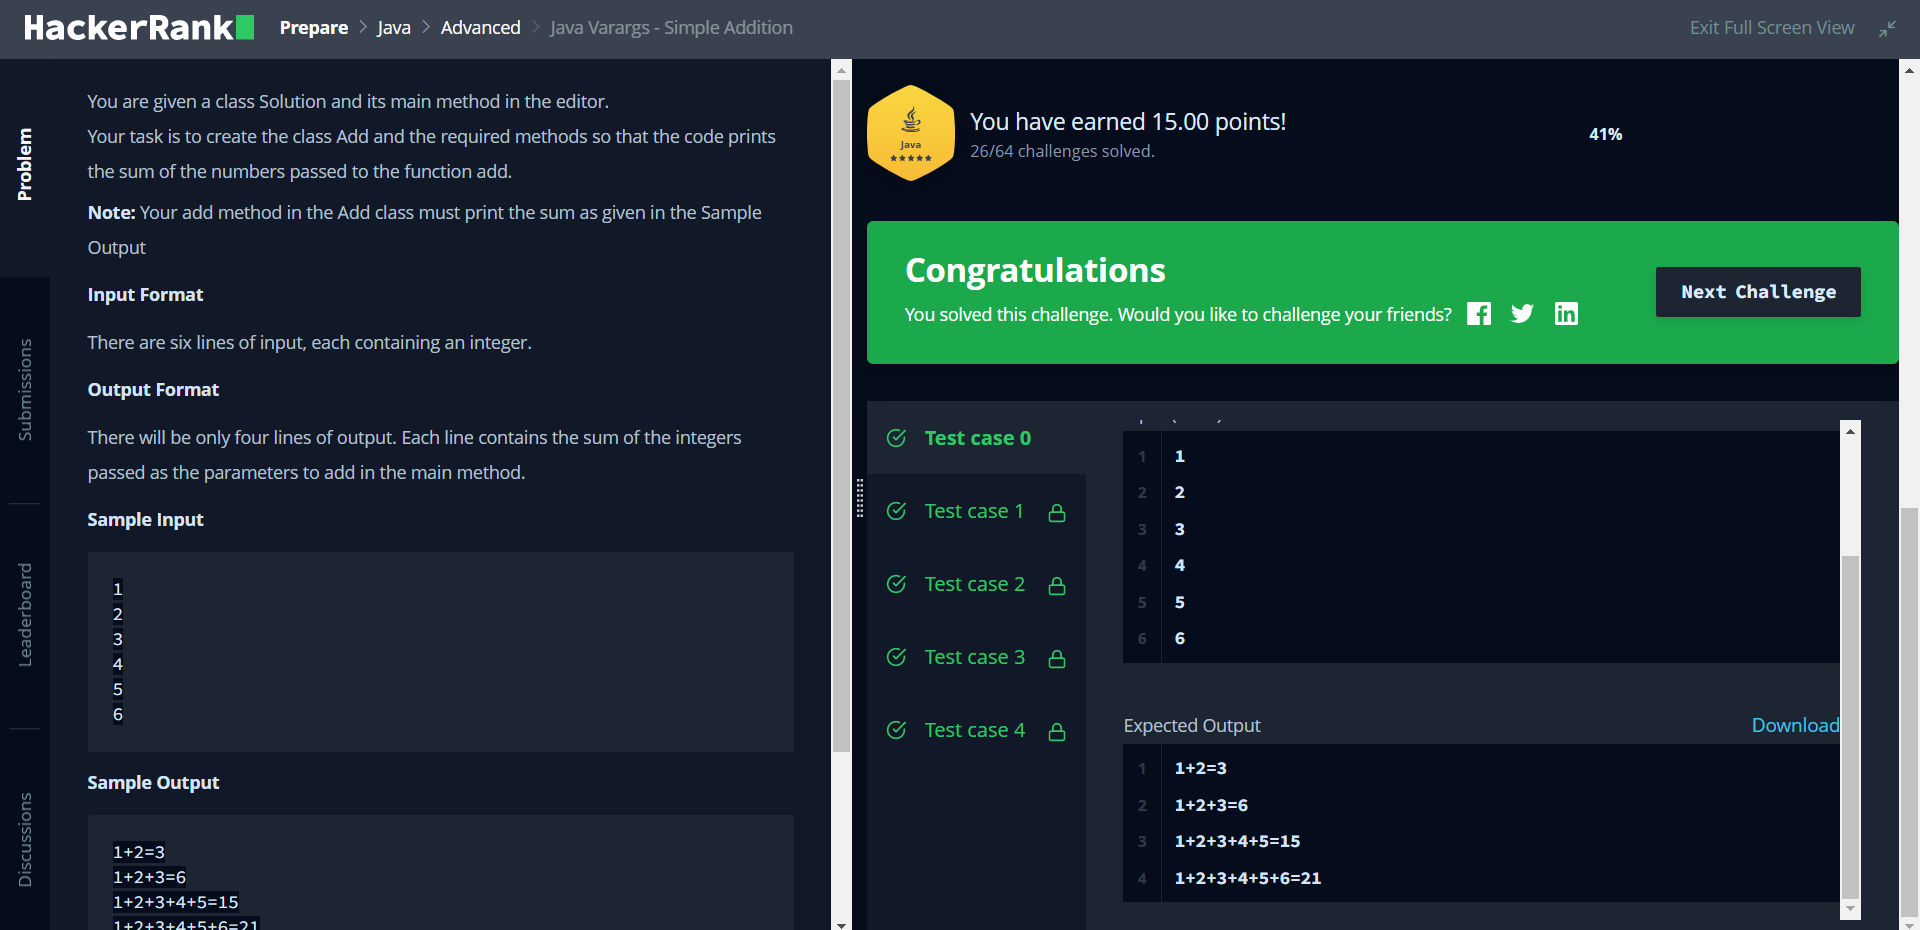 HackerRank
Prepare > Java > Advanced > Java Varargs - Simple Addition
Exit Full Screen View
Problem
Submissions
Leaderboard
Discussions
You are given a class Solution and its main method in the editor.
Your task is to create the class Add and the required methods so that the code prints
the sum of the numbers passed to the function add.
Note: Your add method in the Add class must print the sum as given in the Sample
Output
Input Format
There are six lines of input, each containing an integer.
Output Format
There will be only four lines of output. Each line contains the sum of the integers
passed as the parameters to add in the main method.
Sample Input
1
2
3
4
5
6
Sample Output
1+2=3
1+2+3=6
1+2+3+4+5=15
1+2+3+4+5+6=21
Java
You have earned 15.00 points!
26/64 challenges solved.
41%
Congratulations
You solved this challenge. Would you like to challenge your friends?
Next Challenge
Test case 0
Test case 1
Test case 2
Test case 3
Test case 4
1 1
2 2
3 3
4 4
5 5
6 6
Expected Output
Download
1 1+2=3
2 1+2+3=6
3 1+2+3+4+5=15
4 1+2+3+4+5+6=21